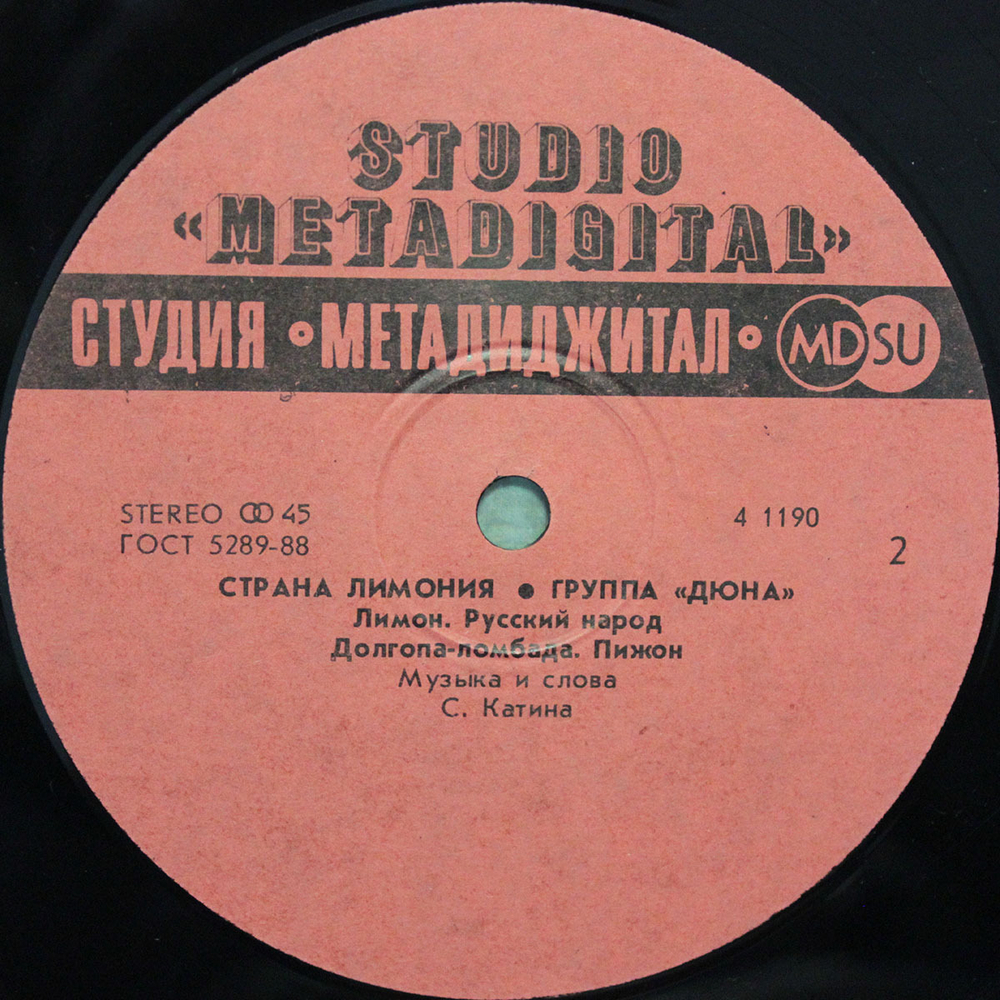 STUDIO
«METADIGITAL»
СТУДИЯ • МЕТАДИДЖИТАЛ • MDSU
STEREO ꝏ 45
ГОСТ 5289-88
4 1190
2
СТРАНА ЛИМОНИЯ ● ГРУППА «ДЮНА»
Лимон. Русский народ
Долгопа-ломбада. Пижон
Музыка и слова
С. Катина